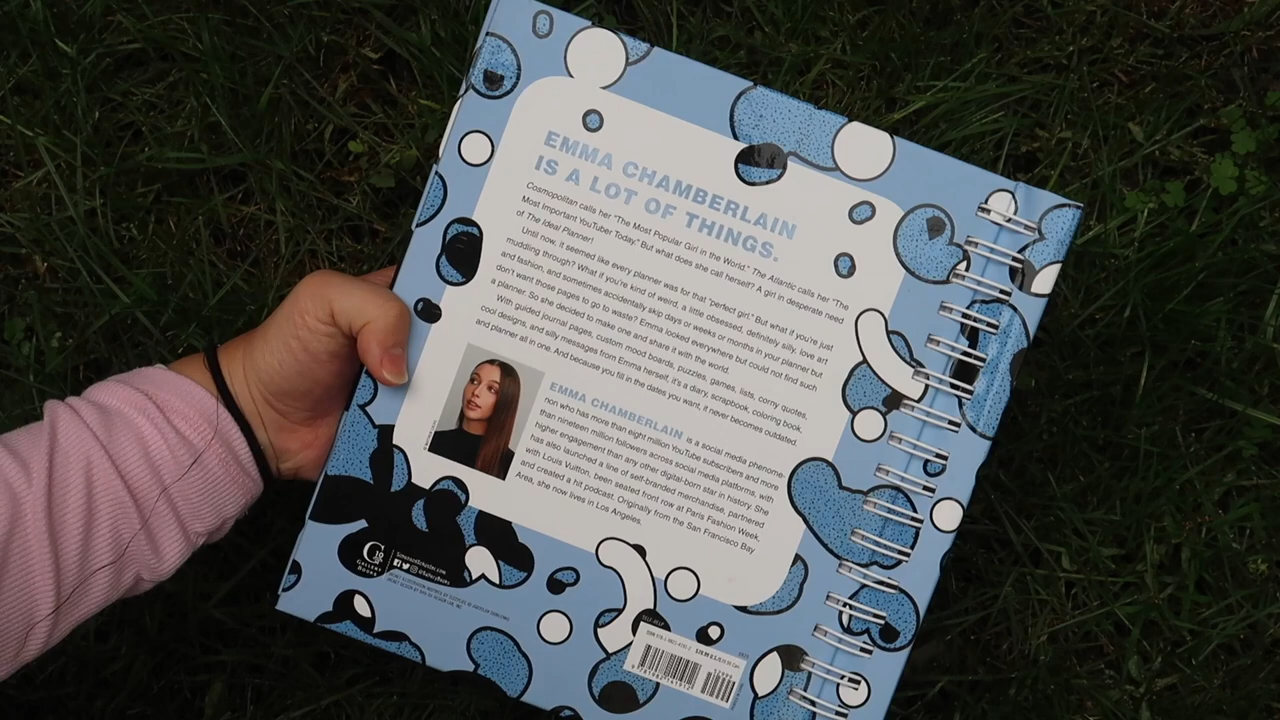 EMMA CHAMBERLAIN
IS A LOT OF THINGS.
Cosmopolitan calls her "The Most Popular Girl in the World." The Atlantic calls her "The
Most Important YouTuber Today." But what does she call herself? A girl in desperate need
of The Ideal Planner!
Until now, it seemed like every planner was for that "perfect girl." But what if you're just
muddling through? What if you're kind of weird, a little obsessed, definitely silly, love art
and fashion, and sometimes accidentally skip days or weeks or months in your planner but
don't want those pages to go to waste? Emma looked everywhere but could not find such
a planner. So she decided to make one and share it with the world.
With guided journal pages, custom mood boards, puzzles, games, lists, corny quotes,
cool designs, and silly messages from Emma herself, it's a diary, scrapbook, coloring book,
and planner all in one. And because you fill in the dates you want, it never becomes outdated.
EMMA CHAMBERLAIN is a social media phenome-
non who has more than eight million YouTube subscribers and more
than nineteen million followers across social media platforms, with
higher engagement than any other digital-born star in history. She
has also launched a line of self-branded merchandise, partnered
with Louis Vuitton, been seated front row at Paris Fashion Week,
and created a hit podcast. Originally from the San Francisco Bay
Area, she now lives in Los Angeles.
G
GALLERY
BOOKS
SimonandSchuster.com
@GalleryBooks
SELF-HELP